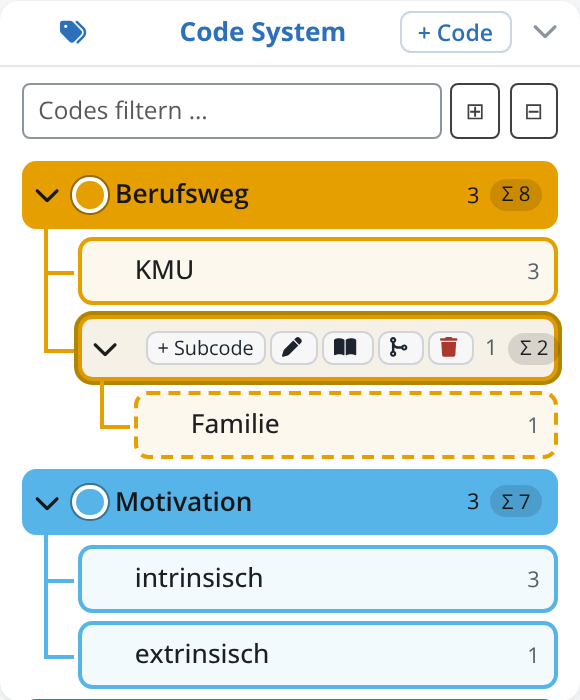 Code System + Code
Codes filtern ...
Berufsweg 3 Σ 8
KMU 3
+ Subcode 1 Σ 2
Familie 1
Motivation 3 Σ 7
intrinsisch 3
extrinsisch 1